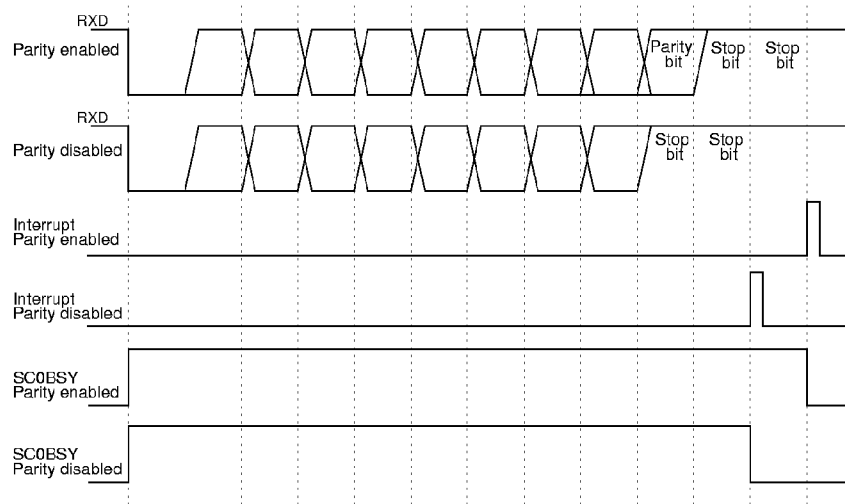 RXD
Parity enabled
Parity bit
Stop bit
Stop bit
RXD
Parity disabled
Stop bit
Stop bit
Interrupt
Parity enabled
Interrupt
Parity disabled
SC0BSY
Parity enabled
SC0BSY
Parity disabled